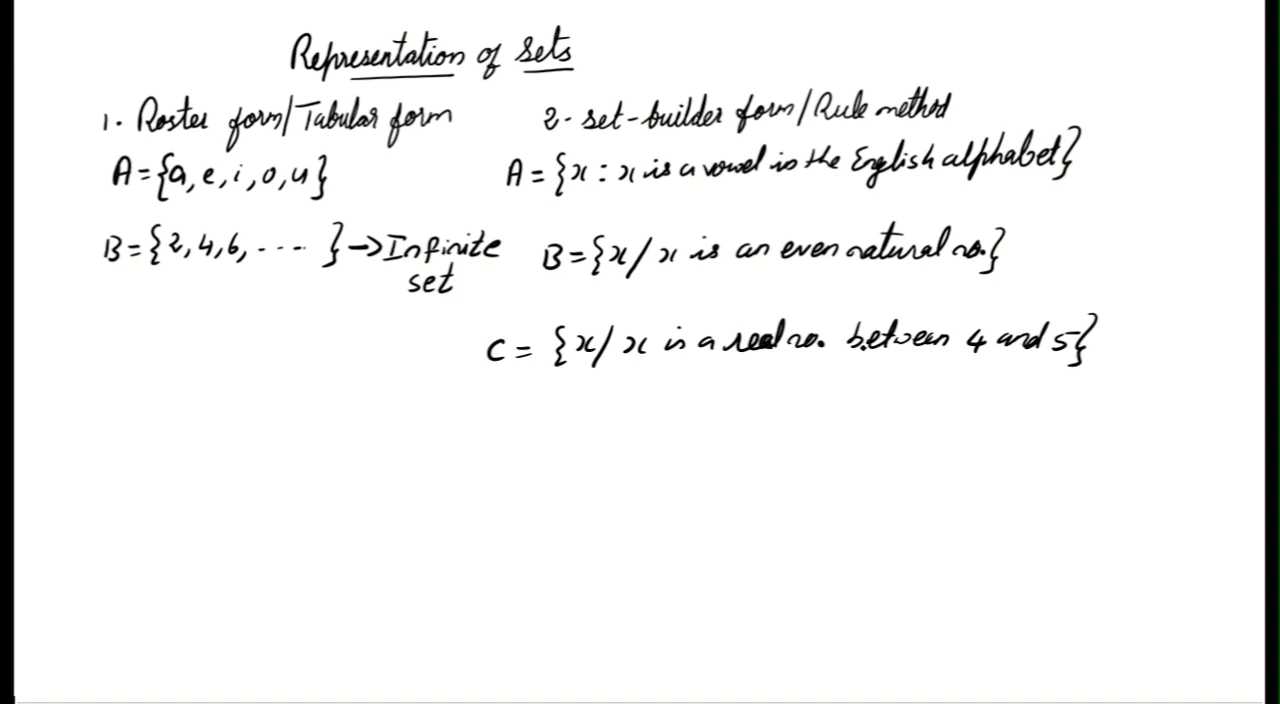 Representation of Sets
1. Roster form/Tabular form
2. set-builder form/Rule method
A={a, e, i, o, u}
A = {x : x is a vowel in the English alphabet}
B={2,4,6, ---- } → Infinite set
B={x/ x is an even natural no.}
C = {x/ x is a real no. between 4 and 5}